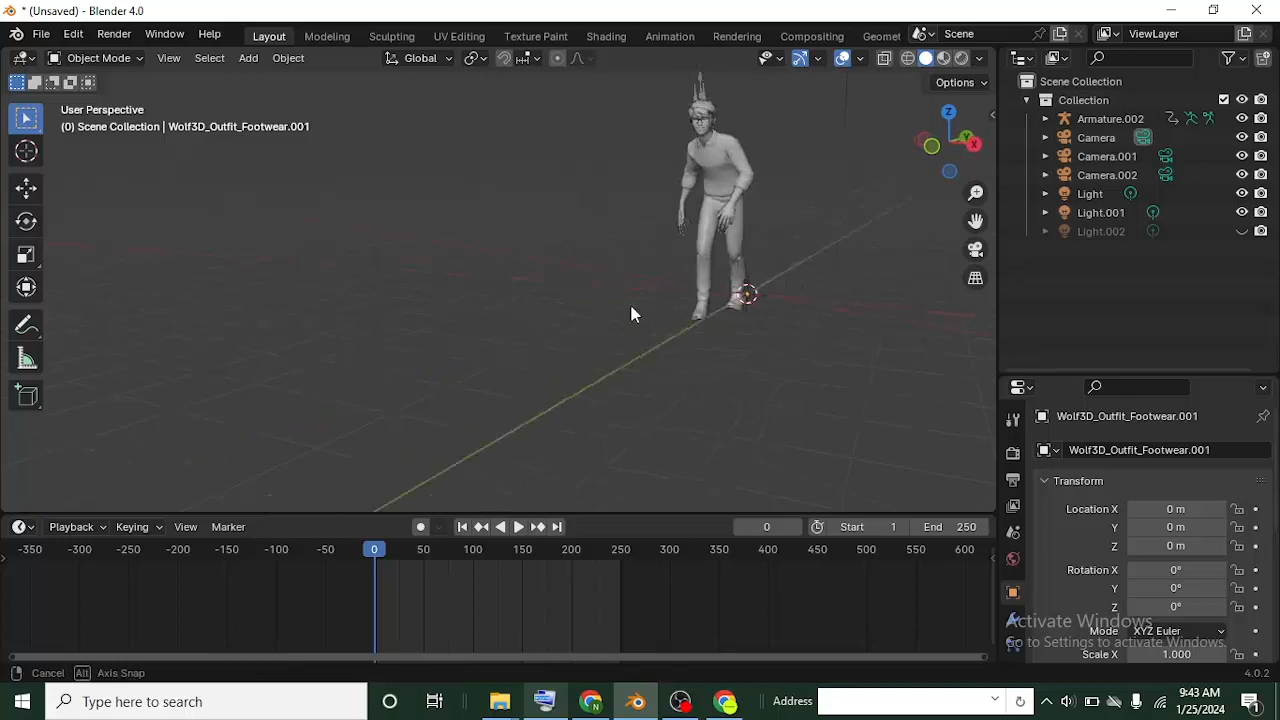 * (Unsaved) - Blender 4.0
File Edit Render Window Help Layout Modeling Sculpting UV Editing Texture Paint Shading Animation Rendering Compositing Geomet Scene ViewLayer
Object Mode View Select Add Object Global
Options
User Perspective
(0) Scene Collection | Wolf3D_Outfit_Footwear.001
Z
Y
X
Scene Collection
Collection
Armature.002
Camera
Camera.001
Camera.002
Light
Light.001
Light.002
Wolf3D_Outfit_Footwear.001
Wolf3D_Outfit_Footwear.001
Transform
Location X 0 m
Y 0 m
Z 0 m
Rotation X 0°
Y 0°
Z 0°
Mode XYZ Euler
Scale X 1.000
Activate Windows
Go to Settings to activate Windows.
Playback Keying View Marker 0 Start 1 End 250
-350 -300 -250 -200 -150 -100 -50 0 50 100 150 200 250 300 350 400 450 500 550 600
Cancel Alt Axis Snap 4.0.2
Type here to search Address 9:43 AM
1/25/2024